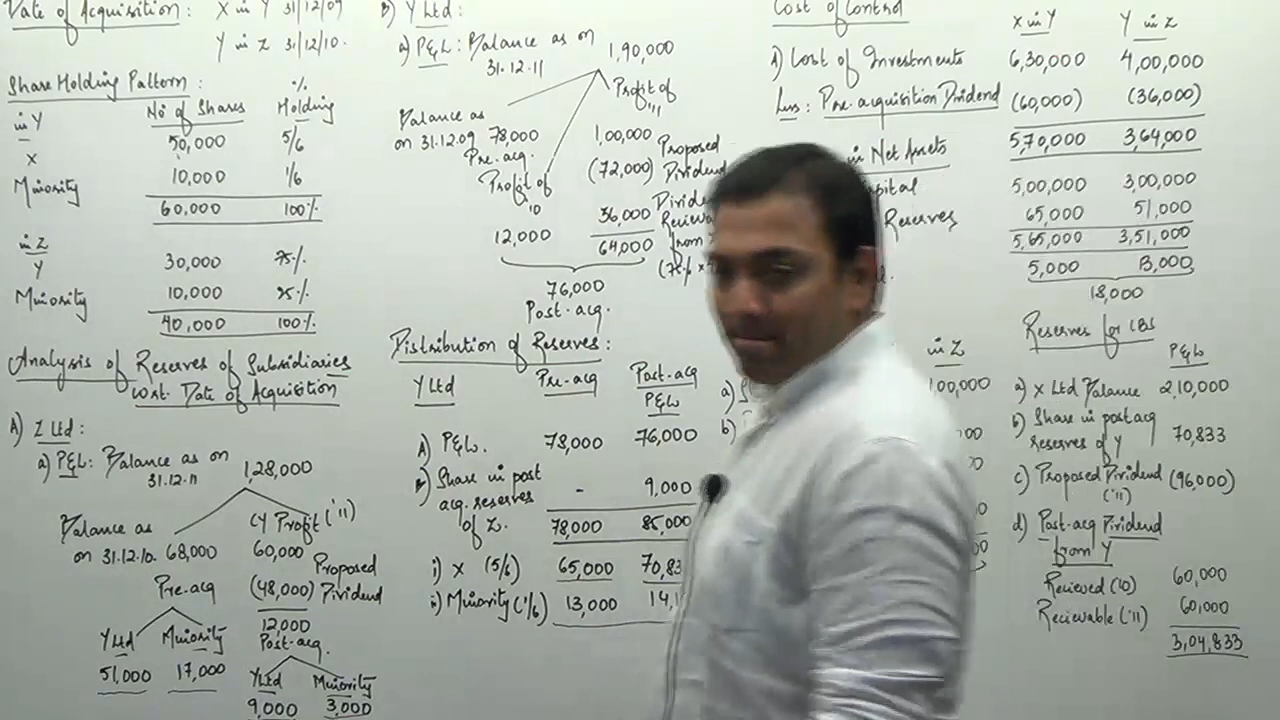 Date of Acquisition : X in Y 31/12/09
Y in Z 31/12/10.
Share Holding Pattern :
No of Shares % Holding
in Y
X 50,000 5/6
Minority 10,000 1/6
60,000 100%
in Z
Y 30,000 75%
Minority 10,000 25%
40,000 100%
Analysis of Reserves of Subsidiaries
wrt. Date of Acquisition
A) Z Ltd :
a) P&L : Balance as on 31.12.11 1,28,000
Balance as on 31.12.10. 68,000
Pre-acq
Y Ltd Minority
51,000 17,000
CY Profit ('11)
60,000
(48,000) Proposed Dividend
12,000
Post-acq.
Y Ltd Minority
9,000 3,000
B) Y Ltd :
a) P&L : Balance as on 31.12.11 1,90,000
Balance as on 31.12.09 78,000
Pre-acq.
Profit of '10
12,000
Profit of '11
1,00,000
(72,000) Proposed Dividend
36,000
64,000
76,000
Post-acq.
Distribution of Reserves :
Y Ltd Pre-acq Post-acq
P&L
A) P&L. 78,000 76,000
B) Share in post acq. reserves of Z. - 9,000
78,000 85,000
i) X (5/6) 65,000
ii) Minority (1/6) 13,000
Cost of Control
X in Y Y in Z
A) Cost of Investments 6,30,000 4,00,000
Less : Pre-acquisition Dividend (60,000) (36,000)
5,70,000 3,64,000
in Net Assets
5,00,000 3,00,000
Reserves 65,000 51,000
5,65,000 3,51,000
5,000 13,000
18,000
in Z
a)
b)
Reserves for CBS
P&L
a) X Ltd Balance 2,10,000
b) Share in post acq reserves of Y 70,833
c) Proposed Dividend ('11) (96,000)
d) Post-acq Dividend from Y
Recieved ('10) 60,000
Recievable ('11) 60,000
3,04,833